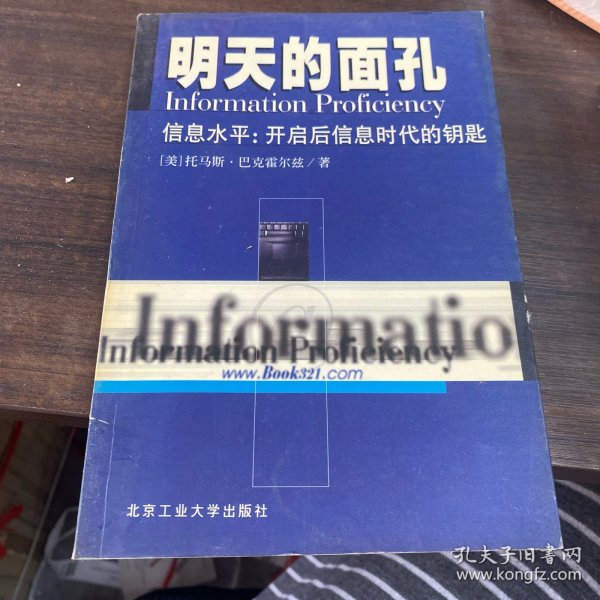 明天的面孔
Information Proficiency
信息水平：开启后信息时代的钥匙
［美］托马斯·巴克霍尔兹／著
Informatio
Information Proficiency
www.Book321.com
北京工业大学出版社
孔夫子旧书网
www.kongfz.com